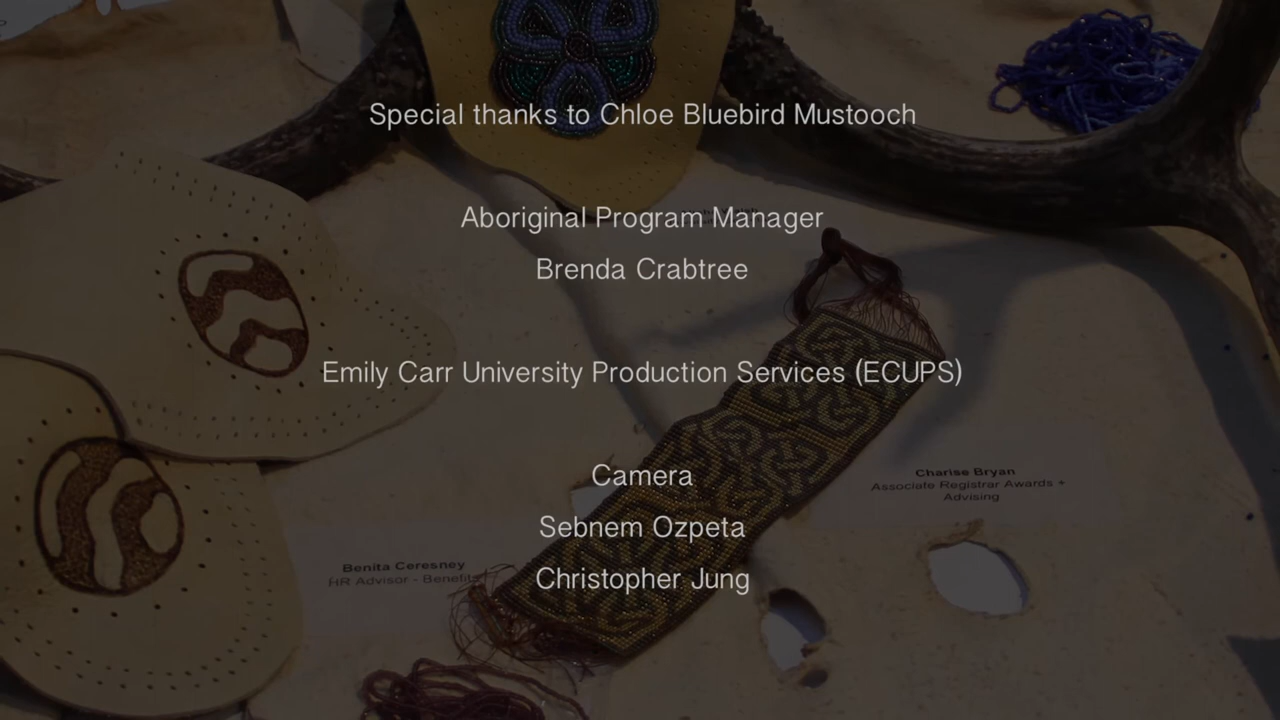 Special thanks to Chloe Bluebird Mustooch
Aboriginal Program Manager
Brenda Crabtree
Emily Carr University Production Services (ECUPS)
Camera
Sebnem Ozpeta
Christopher Jung
Charise Bryan
Associate Registrar Awards +
Advising
Benita Ceresney
HR Advisor - Benefits